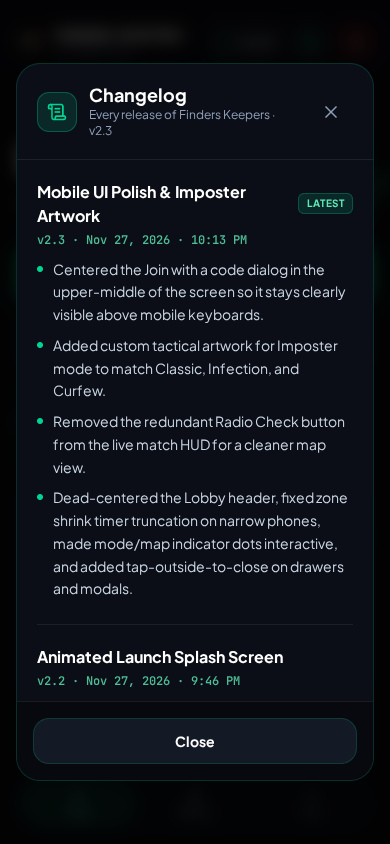 Changelog
Every release of Finders Keepers ·
v2.3
Mobile UI Polish & Imposter
Artwork
LATEST
v2.3 · Nov 27, 2026 · 10:13 PM
Centered the Join with a code dialog in the
upper-middle of the screen so it stays clearly
visible above mobile keyboards.
Added custom tactical artwork for Imposter
mode to match Classic, Infection, and
Curfew.
Removed the redundant Radio Check button
from the live match HUD for a cleaner map
view.
Dead-centered the Lobby header, fixed zone
shrink timer truncation on narrow phones,
made mode/map indicator dots interactive,
and added tap-outside-to-close on drawers
and modals.
Animated Launch Splash Screen
v2.2 · Nov 27, 2026 · 9:46 PM
Close